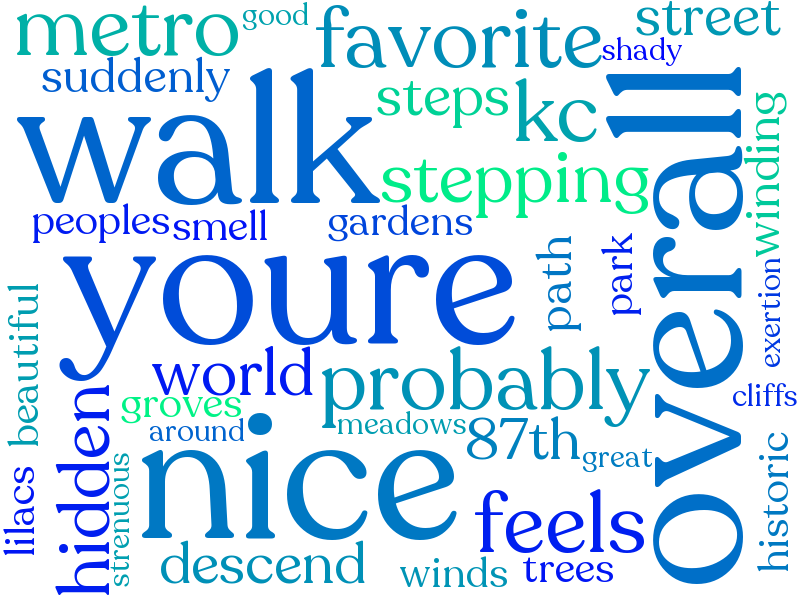 metro
good
favorite
street
shady
suddenly
walk
steps
kc
overall
winding
stepping
peoples
smell
gardens
youre
path
park
exertion
beautiful
world
probably
cliffs
hidden
groves
around
meadows
87th
great
nice
lilacs
strenuous
feels
historic
descend
winds
trees